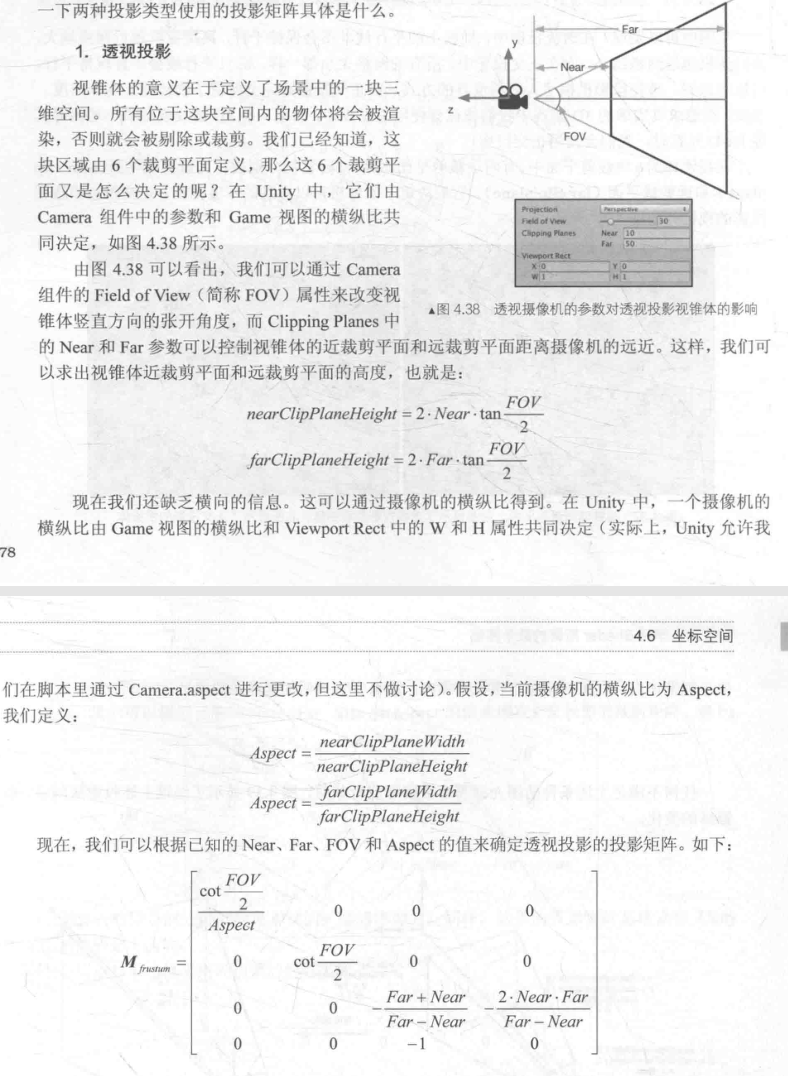 一下两种投影类型使用的投影矩阵具体是什么。
1. 透视投影
视锥体的意义在于定义了场景中的一块三
维空间。所有位于这块空间内的物体将会被渲
染，否则就会被剔除或裁剪。我们已经知道，这
块区域由 6 个裁剪平面定义，那么这 6 个裁剪平
面又是怎么决定的呢？在 Unity 中，它们由
Camera 组件中的参数和 Game 视图的横纵比共
同决定，如图 4.38 所示。
由图 4.38 可以看出，我们可以通过 Camera
组件的 Field of View（简称 FOV）属性来改变视
锥体竖直方向的张开角度，而 Clipping Planes 中
Far
y
Near
z
FOV
Projection Perspective
Field of View 30
Clipping Planes Near 10
Far 50
Viewport Rect
X 0 Y 0
W 1 H 1
▲图 4.38 透视摄像机的参数对透视投影视锥体的影响
的 Near 和 Far 参数可以控制视锥体的近裁剪平面和远裁剪平面距离摄像机的远近。这样，我们可
以求出视锥体近裁剪平面和远裁剪平面的高度，也就是：
nearClipPlaneHeight = 2 · Near · tan FOV/2
farClipPlaneHeight = 2 · Far · tan FOV/2
现在我们还缺乏横向的信息。这可以通过摄像机的横纵比得到。在 Unity 中，一个摄像机的
横纵比由 Game 视图的横纵比和 Viewport Rect 中的 W 和 H 属性共同决定（实际上，Unity 允许我
78
4.6 坐标空间
们在脚本里通过 Camera.aspect 进行更改，但这里不做讨论）。假设，当前摄像机的横纵比为 Aspect，
我们定义：
Aspect = nearClipPlaneWidth / nearClipPlaneHeight
Aspect = farClipPlaneWidth / farClipPlaneHeight
现在，我们可以根据已知的 Near、Far、FOV 和 Aspect 的值来确定透视投影的投影矩阵。如下：
cot FOV/2 / Aspect 0 0 0
M frustum = 0 cot FOV/2 0 0
0 0 − Far + Near / Far − Near − 2 · Near · Far / Far − Near
0 0 −1 0